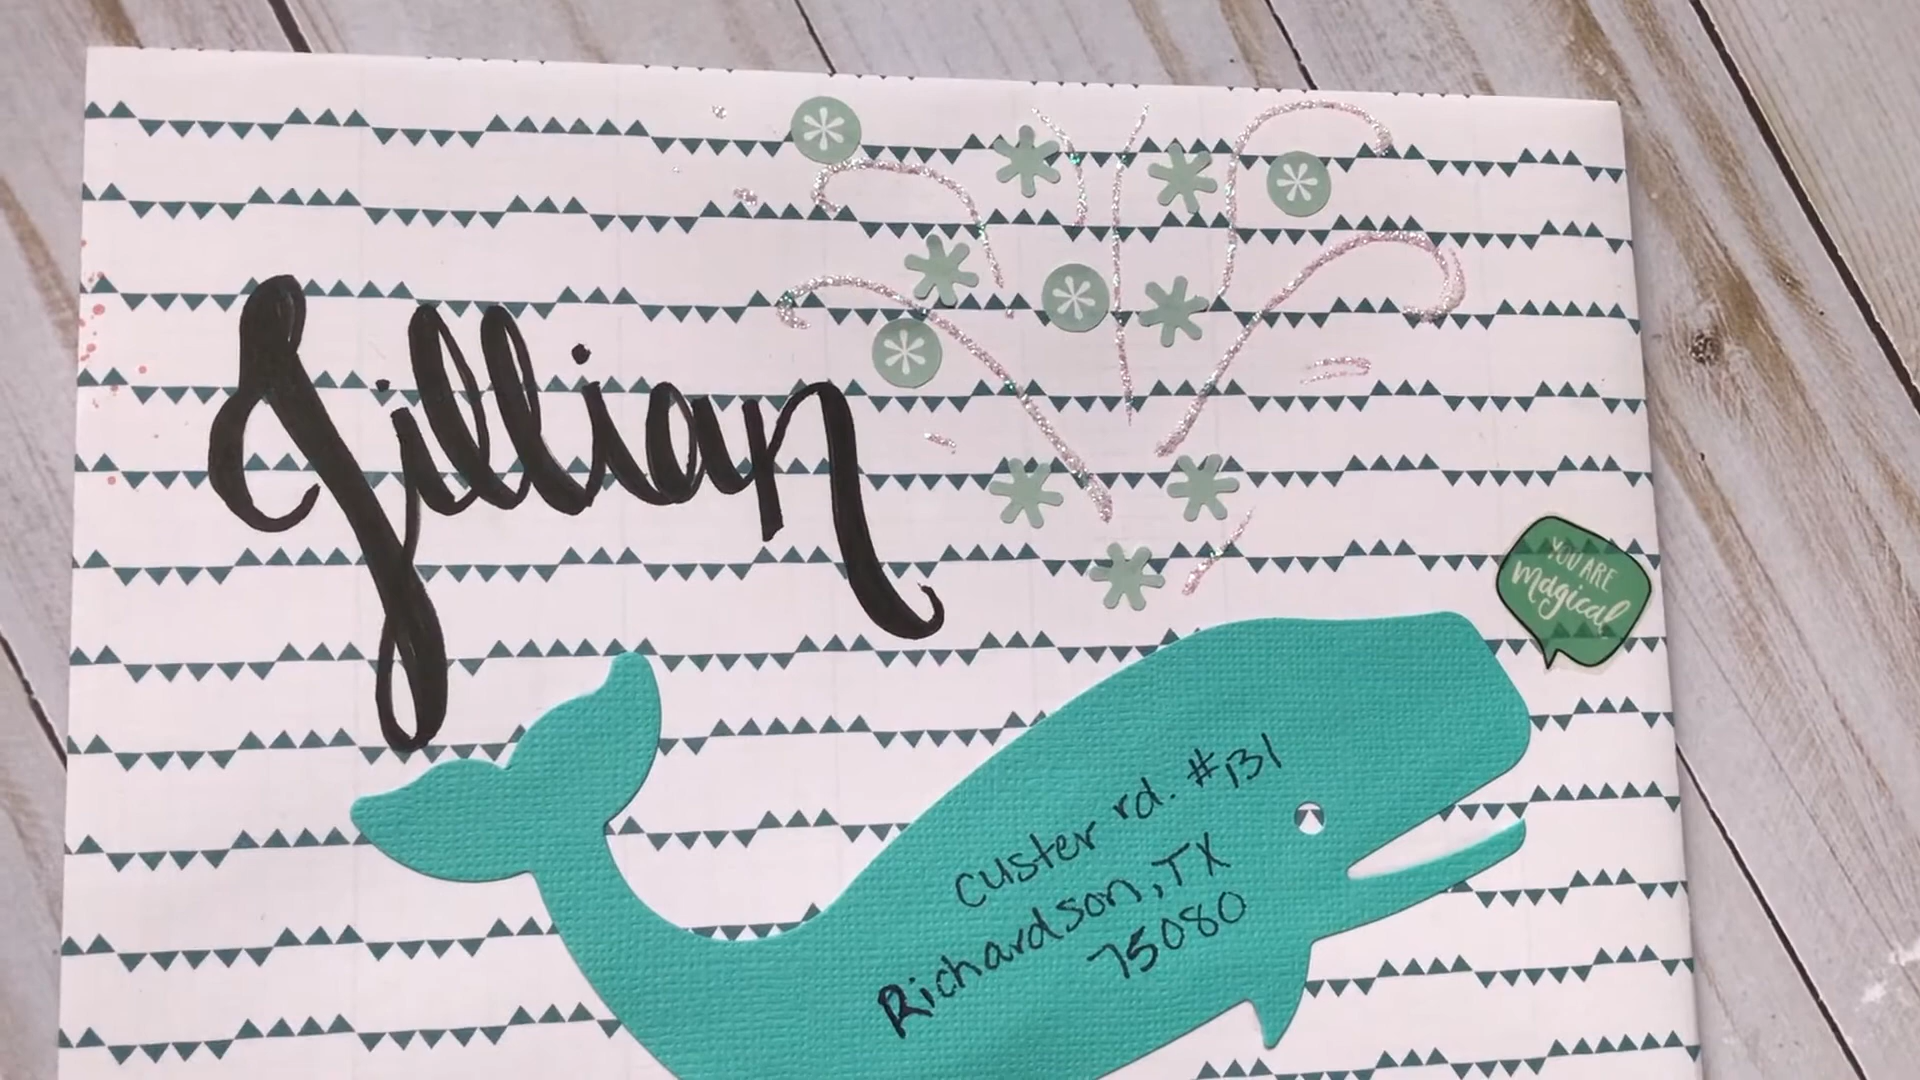 Jillian
YOU ARE
magical
Custer rd. #131
Richardson, TX
75080